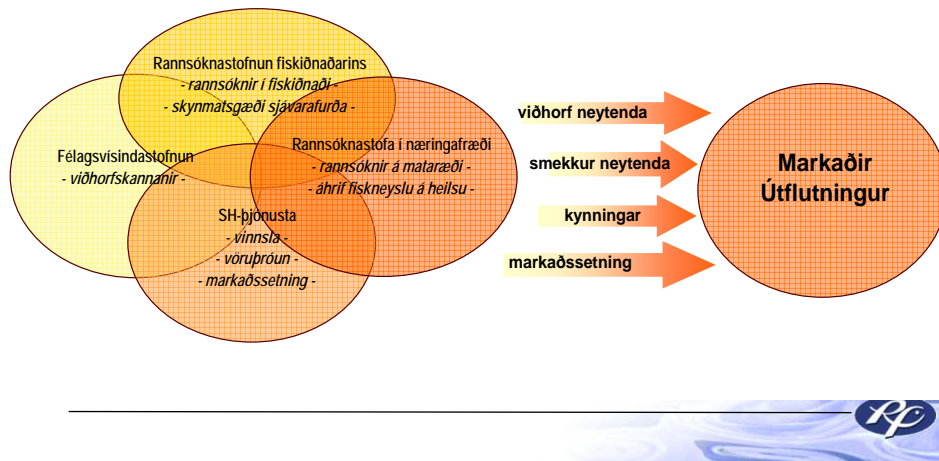 Rannsóknastofnun fiskiðnaðarins
- rannsóknir í fiskiðnaði -
- skynmatsgæði sjávarafurða -
Félagsvísindastofnun
- viðhorfskannanir -
Rannsóknastofa í næringafræði
- rannsóknir á mataræði -
- áhrif fiskneyslu á heilsu -
SH-þjónusta
- vinnsla -
- vöruþróun -
- markaðssetning -
viðhorf neytenda
smekkur neytenda
kynningar
markaðssetning
Markaðir
Útflutningur
Rf